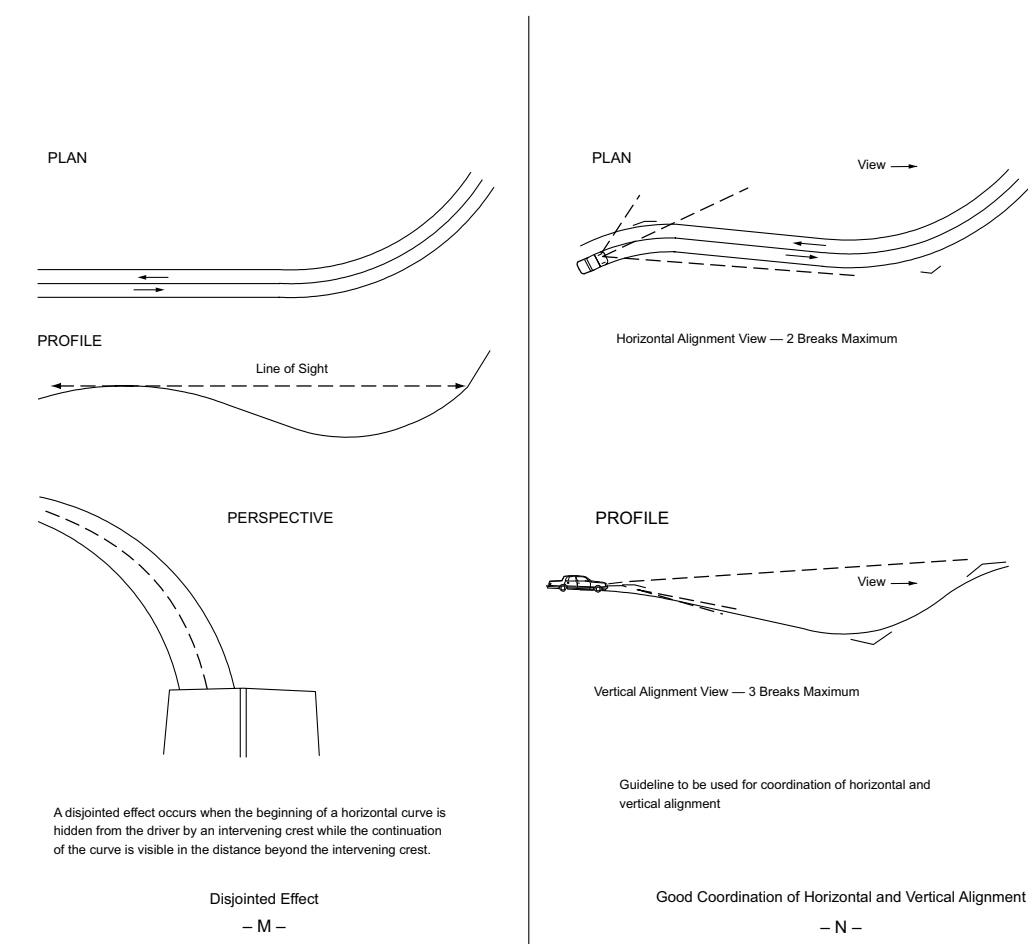 PLAN
PROFILE
Line of Sight
PERSPECTIVE
A disjointed effect occurs when the beginning of a horizontal curve is
hidden from the driver by an intervening crest while the continuation
of the curve is visible in the distance beyond the intervening crest.
Disjointed Effect
– M –
PLAN
View
Horizontal Alignment View — 2 Breaks Maximum
PROFILE
View
Vertical Alignment View — 3 Breaks Maximum
Guideline to be used for coordination of horizontal and
vertical alignment
Good Coordination of Horizontal and Vertical Alignment
– N –